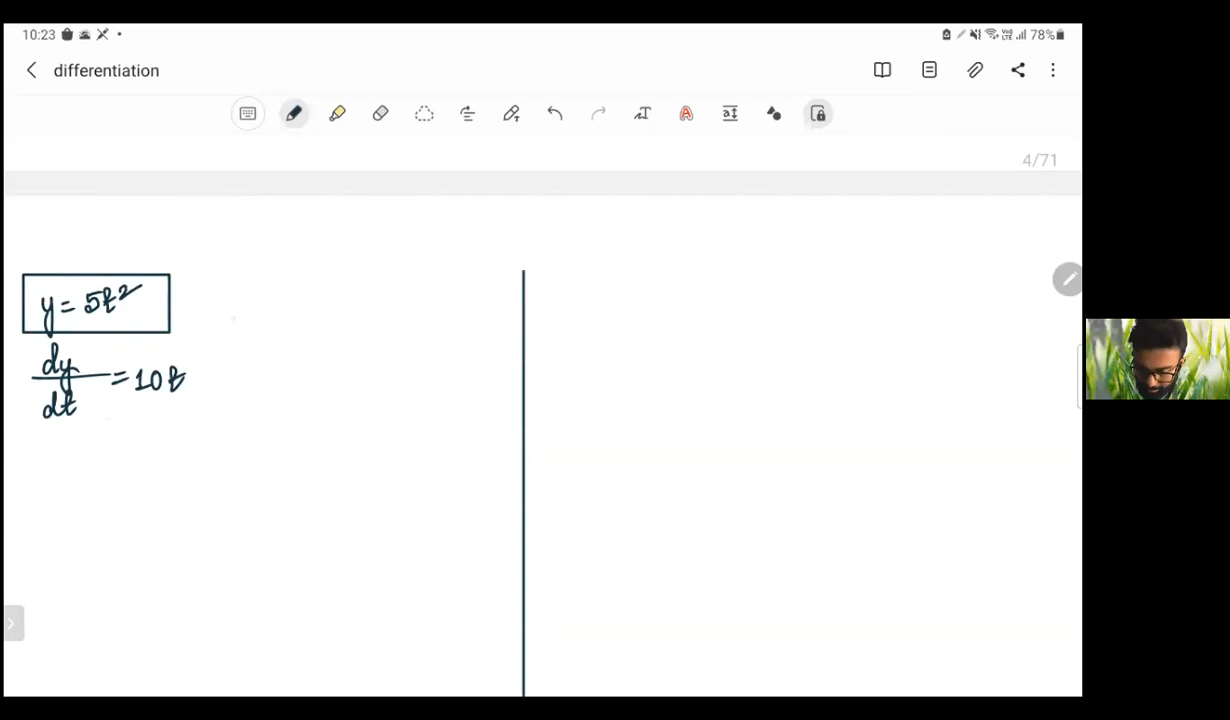 10:23
78%
differentiation
4/71
y = 5t²
dy/dt = 10t